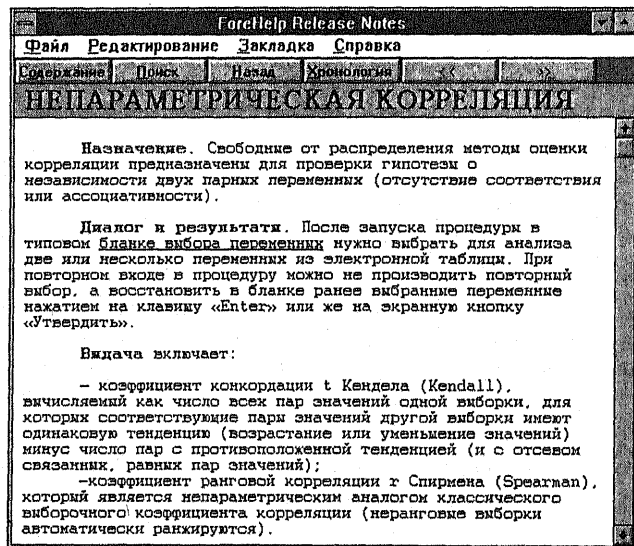 ForeHelp Release Notes
Файл Редактирование Закладка Справка
Содержание Поиск Назад Хронология << >>
НЕПАРАМЕТРИЧЕСКАЯ КОРРЕЛЯЦИЯ
Назначение. Свободные от распределения методы оценки
корреляции предназначены для проверки гипотезы о
независимости двух парных переменных (отсутствие соответствия
или ассоциативности).
Диалог и результаты. После запуска процедуры в
типовом бланке выбора переменных нужно выбрать для анализа
две или несколько переменных из электронной таблицы. При
повторном входе в процедуру можно не производить повторный
выбор, а восстановить в бланке ранее выбранные переменные
нажатием на клавишу «Enter» или же на экранную кнопку
«Утвердить».
Выдача включает:
– коэффициент конкордации t Кендела (Kendall),
вычисляемый как число всех пар значений одной выборки, для
которых соответствующие пары значений другой выборки имеют
одинаковую тенденцию (возрастание или уменьшение значений)
минус число пар с противоположенной тенденцией (и с отсевом
связанных, равных пар значений);
–коэффициент ранговой корреляции r Спирмена (Spearman),
который является непараметрическим аналогом классического
выборочного коэффициента корреляции (неранговые выборки
автоматически ранжируются).